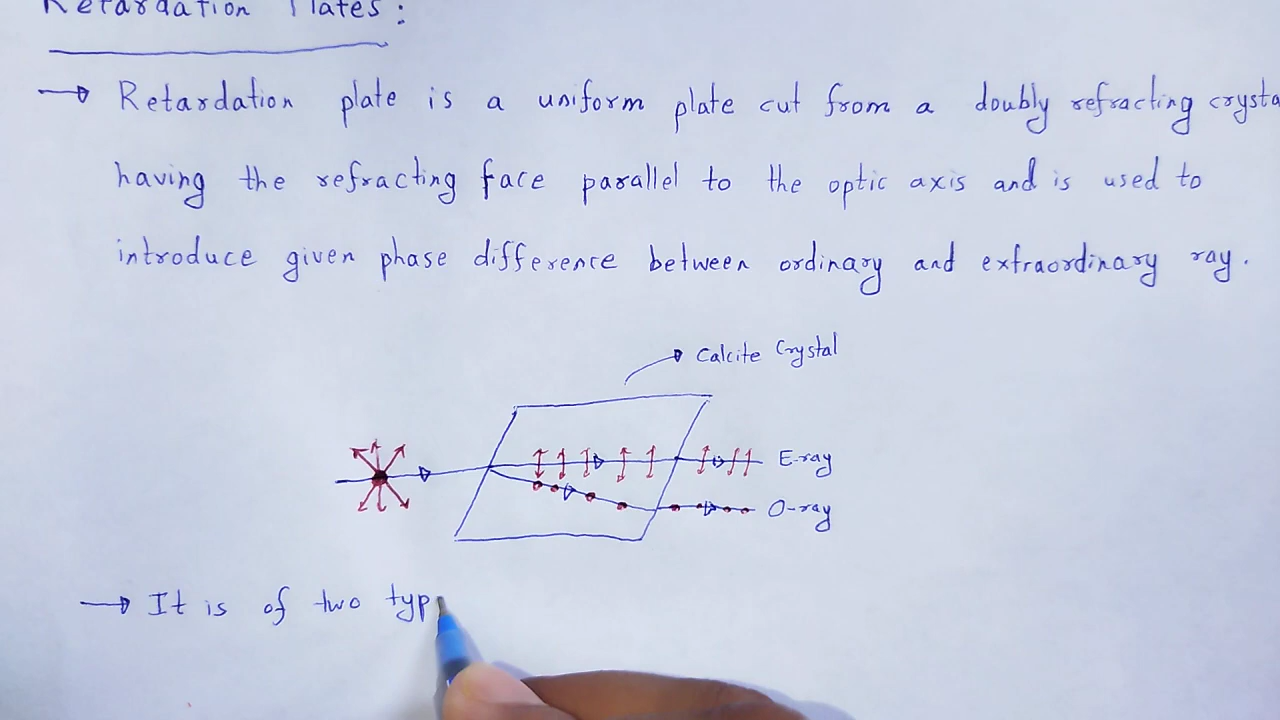 Retardation Plates:
→ Retardation plate is a uniform plate cut from a doubly refracting crysta
having the refracting face parallel to the optic axis and is used to
introduce given phase difference between ordinary and extraordinary ray.
→ Calcite Crystal
E-ray
O-ray
→ It is of two typ